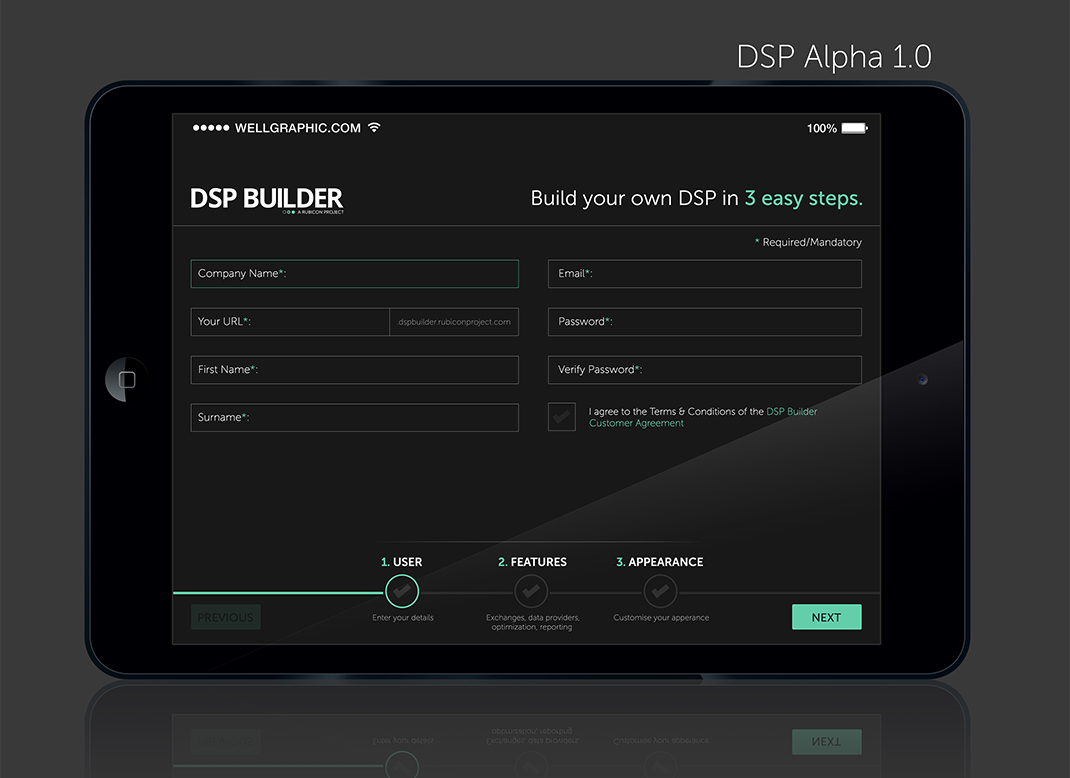 DSP Alpha 1.0
WELLGRAPHIC.COM 100%
DSP BUILDER
A RUBICON PROJECT
Build your own DSP in 3 easy steps.
* Required/Mandatory
Company Name*:
Email*:
Your URL*: .dspbuilder.rubiconproject.com
Password*:
First Name*:
Verify Password*:
Surname*:
I agree to the Terms & Conditions of the DSP Builder
Customer Agreement
1. USER
2. FEATURES
3. APPEARANCE
Enter your details
Exchanges, data providers,
optimization, reporting
Customise your apperance
PREVIOUS
NEXT